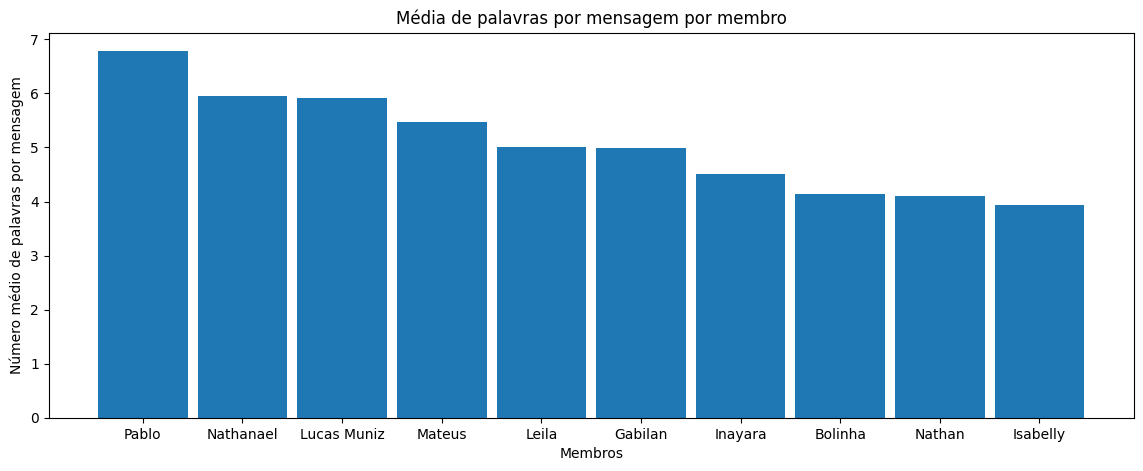 Média de palavras por mensagem por membro
Número médio de palavras por mensagem
7
6
5
4
3
2
1
0
Pablo Nathanael Lucas Muniz Mateus Leila Gabilan Inayara Bolinha Nathan Isabelly
Membros